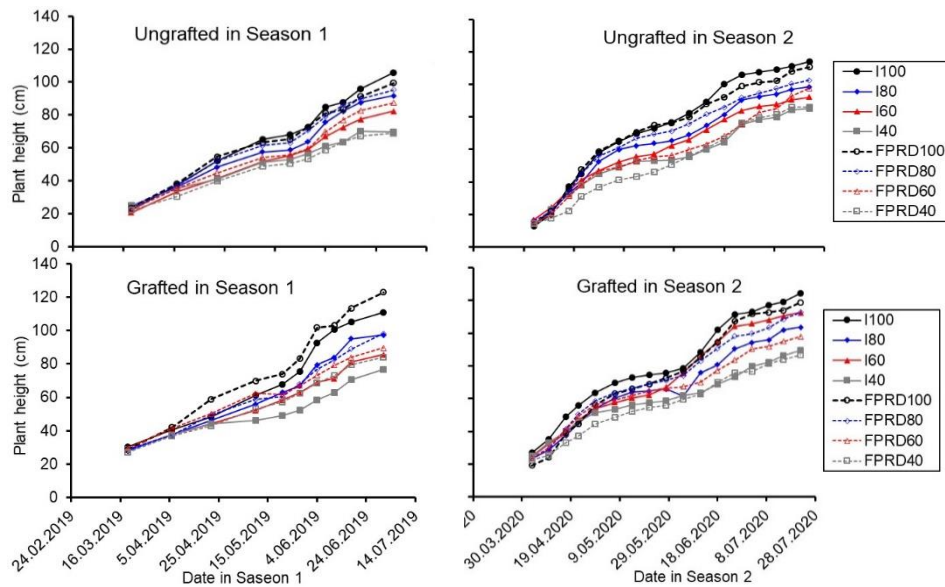 Ungrafted in Season 1
Plant height (cm)
140
120
100
80
60
40
20
0
Ungrafted in Season 2
I100
I80
I60
I40
FPRD100
FPRD80
FPRD60
FPRD40
Grafted in Season 1
Plant height (cm)
140
120
100
80
60
40
20
0
24.02.2019
16.03.2019
5.04.2019
25.04.2019
15.05.2019
4.06.2019
24.06.2019
14.07.2019
Date in Saseon 1
Grafted in Season 2
I100
I80
I60
I40
FPRD100
FPRD80
FPRD60
FPRD40
20
30.03.2020
19.04.2020
9.05.2020
29.05.2020
18.06.2020
8.07.2020
28.07.2020
Date in Season 2